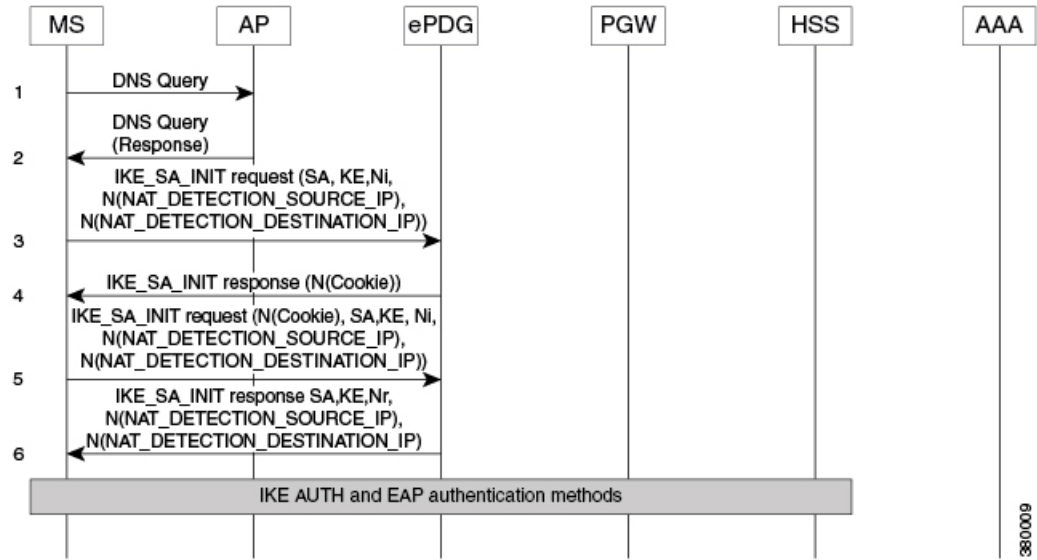 MS
AP
ePDG
PGW
HSS
AAA
1
DNS Query
DNS Query
(Response)
2
IKE_SA_INIT request (SA, KE,Ni,
N(NAT_DETECTION_SOURCE_IP),
N(NAT_DETECTION_DESTINATION_IP))
3
IKE_SA_INIT response (N(Cookie))
4
IKE_SA_INIT request (N(Cookie), SA,KE, Ni,
N(NAT_DETECTION_SOURCE_IP),
N(NAT_DETECTION_DESTINATION_IP))
5
IKE_SA_INIT response SA,KE,Nr,
N(NAT_DETECTION_SOURCE_IP),
N(NAT_DETECTION_DESTINATION_IP)
6
IKE AUTH and EAP authentication methods
380009